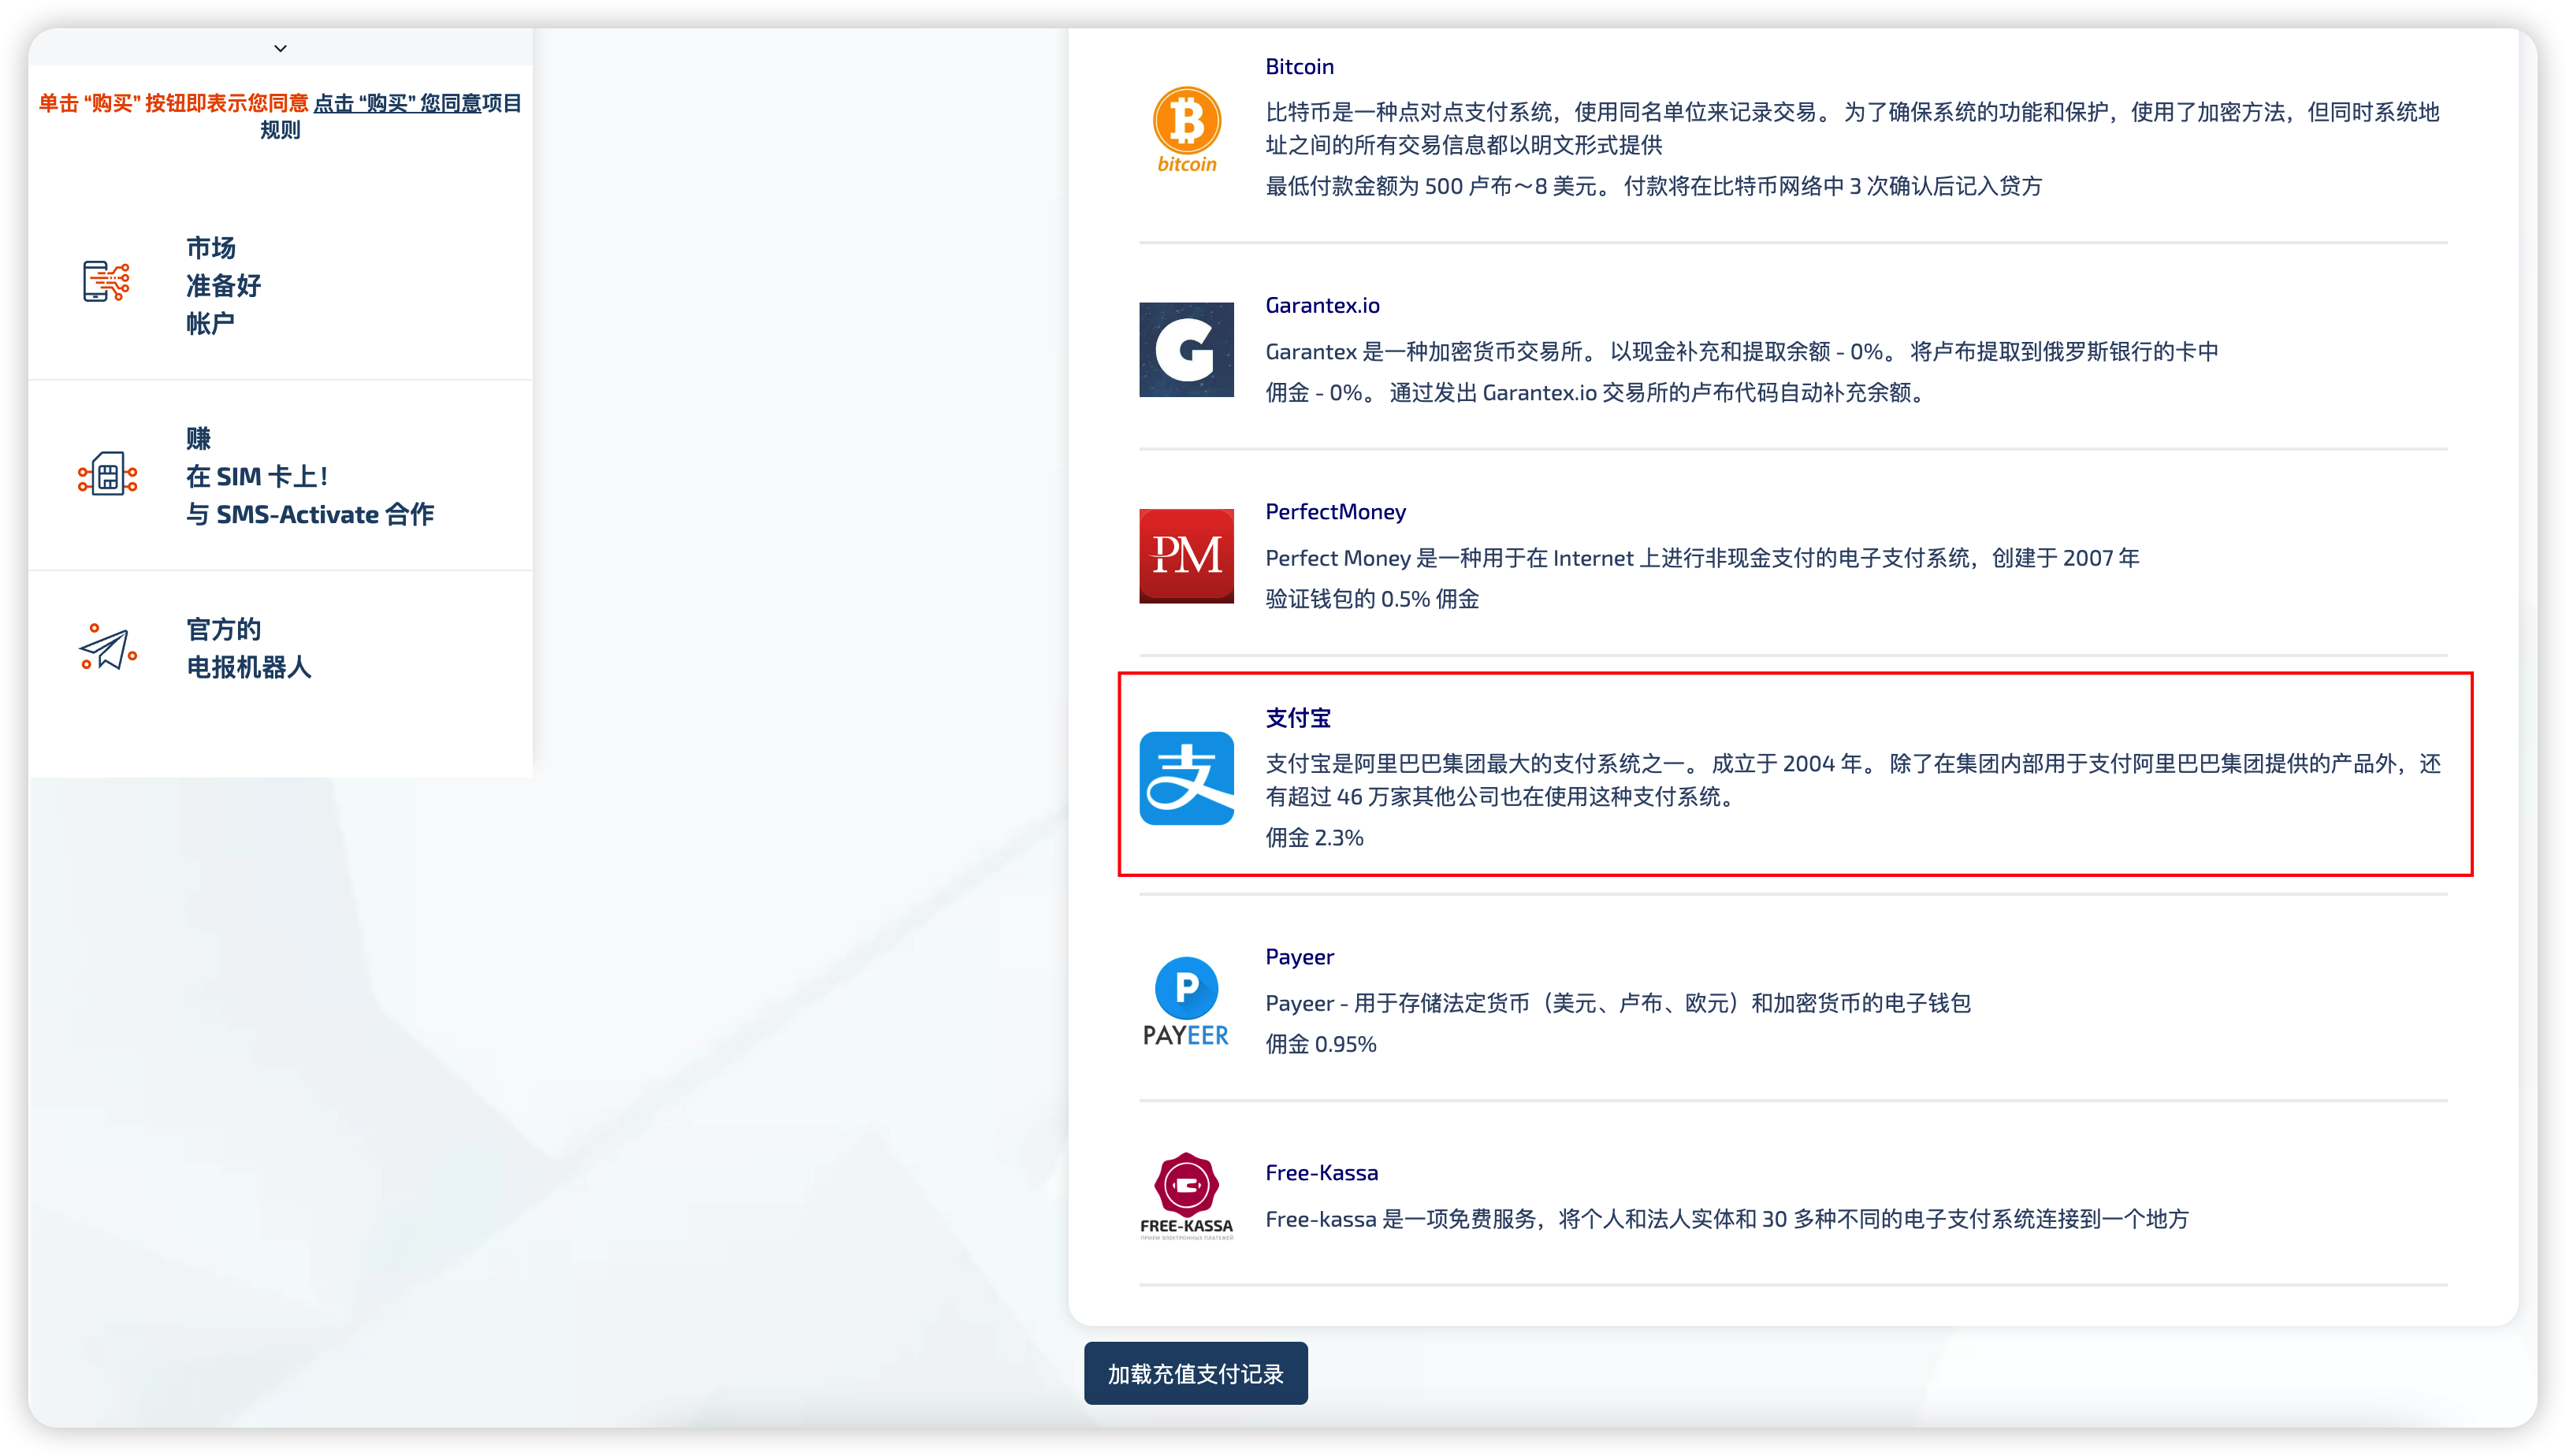 单击 “购买” 按钮即表示您同意 点击 “购买” 您同意项目
规则
市场
准备好
帐户
赚
在 SIM 卡上！
与 SMS-Activate 合作
官方的
电报机器人
Bitcoin
bitcoin
比特币是一种点对点支付系统，使用同名单位来记录交易。 为了确保系统的功能和保护，使用了加密方法，但同时系统地
址之间的所有交易信息都以明文形式提供
最低付款金额为 500 卢布～8 美元。 付款将在比特币网络中 3 次确认后记入贷方
Garantex.io
G
Garantex 是一种加密货币交易所。 以现金补充和提取余额 - 0%。 将卢布提取到俄罗斯银行的卡中
佣金 - 0%。 通过发出 Garantex.io 交易所的卢布代码自动补充余额。
PerfectMoney
PM
Perfect Money 是一种用于在 Internet 上进行非现金支付的电子支付系统，创建于 2007 年
验证钱包的 0.5% 佣金
支付宝
支
支付宝是阿里巴巴集团最大的支付系统之一。 成立于 2004 年。 除了在集团内部用于支付阿里巴巴集团提供的产品外，还
有超过 46 万家其他公司也在使用这种支付系统。
佣金 2.3%
Payeer
P
PAYEER
Payeer - 用于存储法定货币（美元、卢布、欧元）和加密货币的电子钱包
佣金 0.95%
Free-Kassa
FREE-KASSA
ПРИЕМ ЭЛЕКТРОННЫХ ПЛАТЕЖЕЙ
Free-kassa 是一项免费服务，将个人和法人实体和 30 多种不同的电子支付系统连接到一个地方
加载充值支付记录